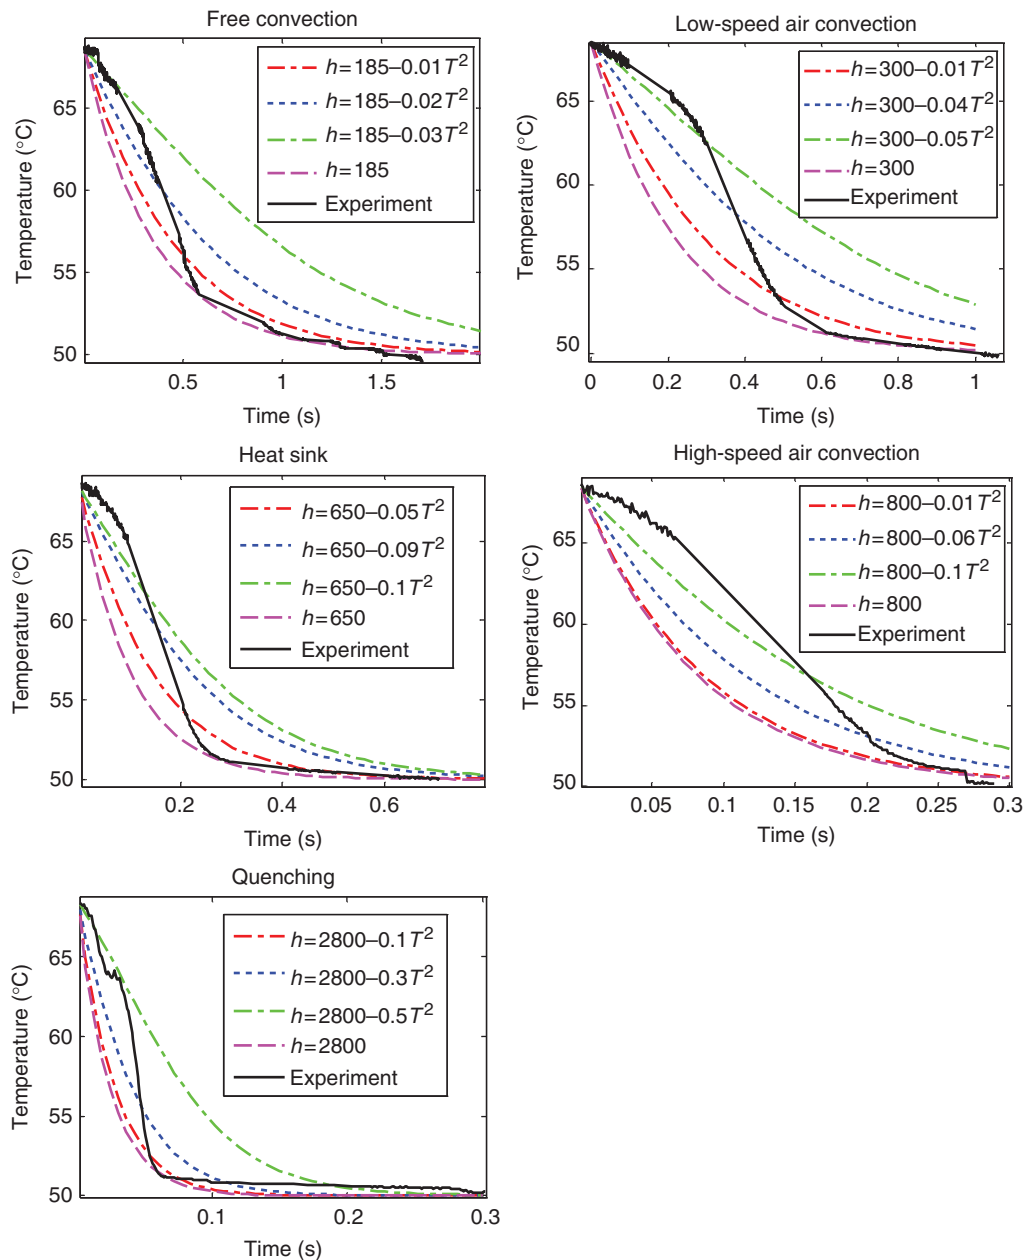 Free convection
Temperature (°C)
65
60
55
50
0.5
1
1.5
Time (s)
h=185–0.01T²
h=185–0.02T²
h=185–0.03T²
h=185
Experiment
Low-speed air convection
Temperature (°C)
65
60
55
50
0
0.2
0.4
0.6
0.8
1
Time (s)
h=300–0.01T²
h=300–0.04T²
h=300–0.05T²
h=300
Experiment
Heat sink
Temperature (°C)
65
60
55
50
0.2
0.4
0.6
Time (s)
h=650–0.05T²
h=650–0.09T²
h=650–0.1T²
h=650
Experiment
High-speed air convection
Temperature (°C)
65
60
55
50
0.05
0.1
0.15
0.2
0.25
0.3
Time (s)
h=800–0.01T²
h=800–0.06T²
h=800–0.1T²
h=800
Experiment
Quenching
Temperature (°C)
65
60
55
50
0.1
0.2
0.3
Time (s)
h=2800–0.1T²
h=2800–0.3T²
h=2800–0.5T²
h=2800
Experiment